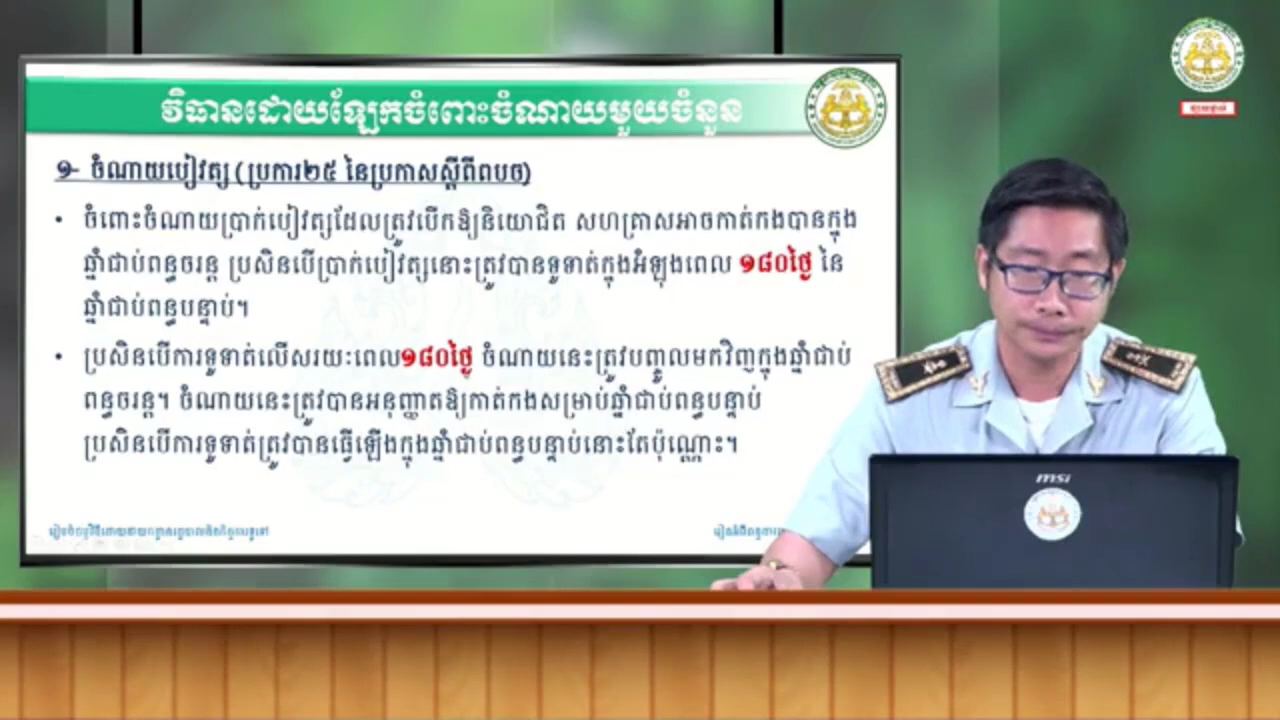 វិធានដោយឡែកចំពោះចំណាយមួយចំនួន
ផ្សាយផ្ទាល់
១- ចំណាយបៀវត្ស (ប្រការ២៥ នៃប្រកាសស្តីពីពបច)
• ចំពោះចំណាយប្រាក់បៀវត្សដែលត្រូវបើកឱ្យនិយោជិត សហគ្រាសអាចកាត់កងបានក្នុង
ឆ្នាំជាប់ពន្ធចរន្ត ប្រសិនបើប្រាក់បៀវត្សនោះត្រូវបានទូទាត់ក្នុងអំឡុងពេល ១៨០ថ្ងៃ នៃ
ឆ្នាំជាប់ពន្ធបន្ទាប់។
• ប្រសិនបើការទូទាត់លើសរយៈពេល១៨០ថ្ងៃ ចំណាយនេះត្រូវបញ្ចូលមកវិញក្នុងឆ្នាំជាប់
ពន្ធចរន្ត។ ចំណាយនេះត្រូវបានអនុញ្ញាតឱ្យកាត់កងសម្រាប់ឆ្នាំជាប់ពន្ធបន្ទាប់
ប្រសិនបើការទូទាត់ត្រូវបានធ្វើឡើងក្នុងឆ្នាំជាប់ពន្ធបន្ទាប់នោះតែប៉ុណ្ណោះ។
msi